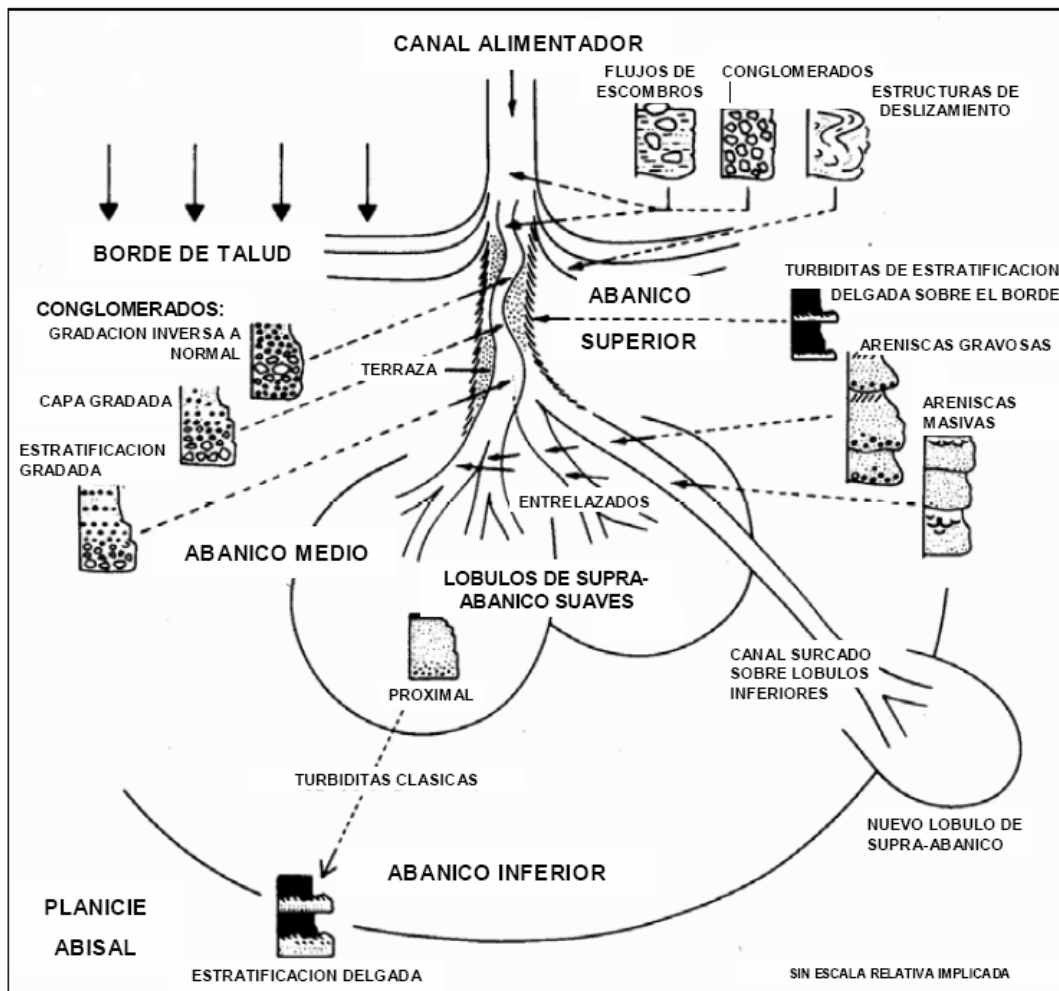 CANAL ALIMENTADOR
FLUJOS DE
ESCOMBROS
CONGLOMERADOS
ESTRUCTURAS DE
DESLIZAMIENTO
BORDE DE TALUD
CONGLOMERADOS:
GRADACION INVERSA A
NORMAL
CAPA GRADADA
ESTRATIFICACION
GRADADA
TERRAZA
ABANICO
SUPERIOR
TURBIDITAS DE ESTRATIFICACION
DELGADA SOBRE EL BORDE
ARENISCAS GRAVOSAS
ARENISCAS
MASIVAS
ENTRELAZADOS
ABANICO MEDIO
LOBULOS DE SUPRA-
ABANICO SUAVES
PROXIMAL
CANAL SURCADO
SOBRE LOBULOS
INFERIORES
TURBIDITAS CLASICAS
NUEVO LOBULO DE
SUPRA-ABANICO
ABANICO INFERIOR
PLANICIE
ABISAL
ESTRATIFICACION DELGADA
SIN ESCALA RELATIVA IMPLICADA